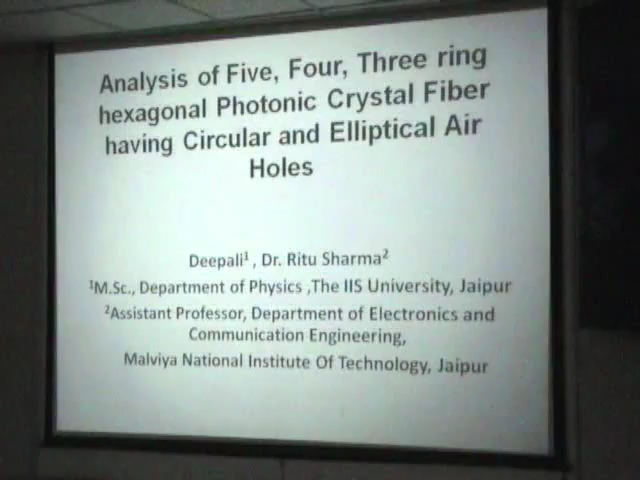 Analysis of Five, Four, Three ring
hexagonal Photonic Crystal Fiber
having Circular and Elliptical Air
Holes
Deepali¹ , Dr. Ritu Sharma²
¹M.Sc., Department of Physics ,The IIS University, Jaipur
²Assistant Professor, Department of Electronics and
Communication Engineering,
Malviya National Institute Of Technology, Jaipur